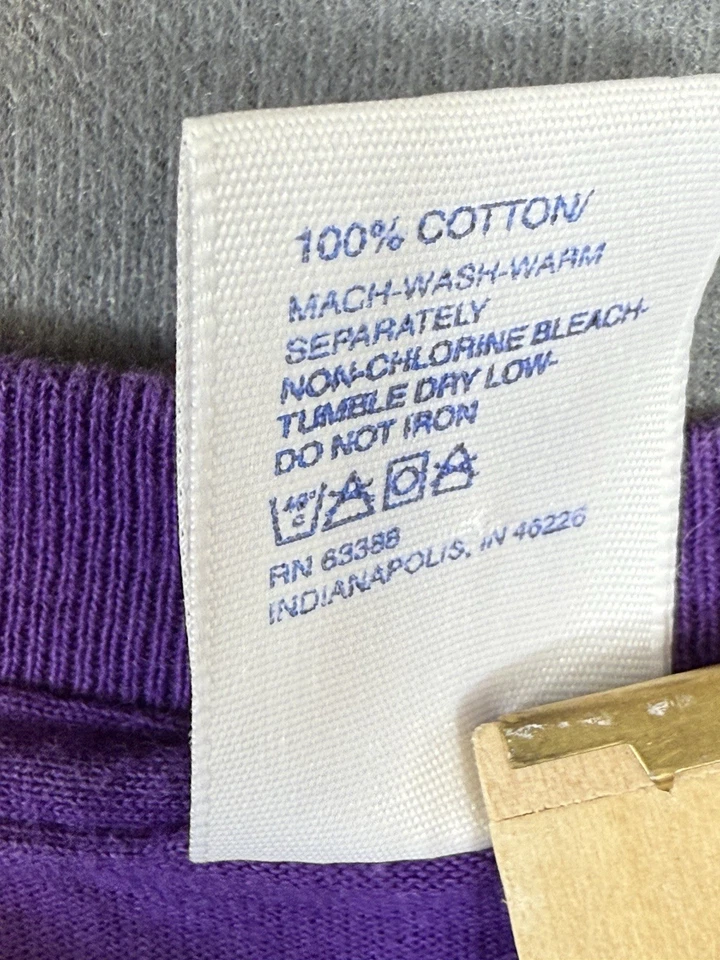 100% COTTON/
MACH-WASH-WARM
SEPARATELY
NON-CHLORINE BLEACH-
TUMBLE DRY LOW-
DO NOT IRON
40°
C
RN 63388
INDIANAPOLIS, IN 46226